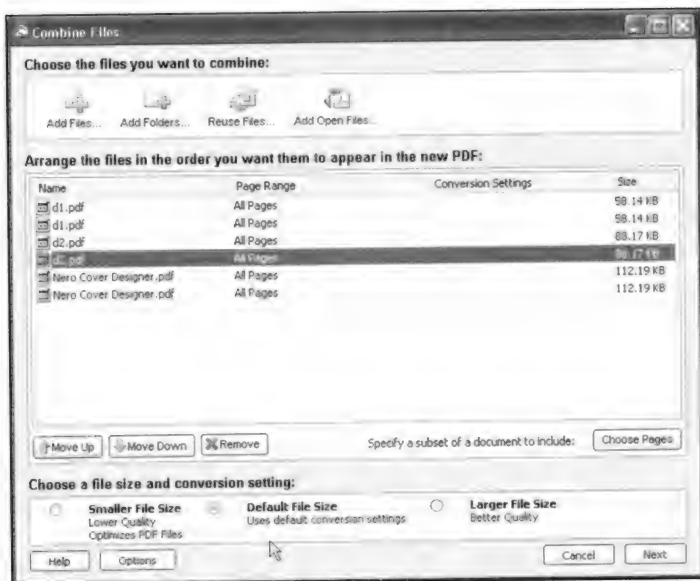 Combine Files
Choose the files you want to combine:
Add Files... Add Folders... Reuse Files... Add Open Files...
Arrange the files in the order you want them to appear in the new PDF:
Name Page Range Conversion Settings Size
d1.pdf All Pages 58.14 KB
d1.pdf All Pages 58.14 KB
d2.pdf All Pages 88.17 KB
d2.pdf All Pages 88.17 KB
Nero Cover Designer.pdf All Pages 112.19 KB
Nero Cover Designer.pdf All Pages 112.19 KB
Move Up Move Down Remove Specify a subset of a document to include: Choose Pages
Choose a file size and conversion setting:
Smaller File Size Default File Size Larger File Size
Lower Quality Uses default conversion settings Better Quality
Optimizes PDF Files
Help Options Cancel Next